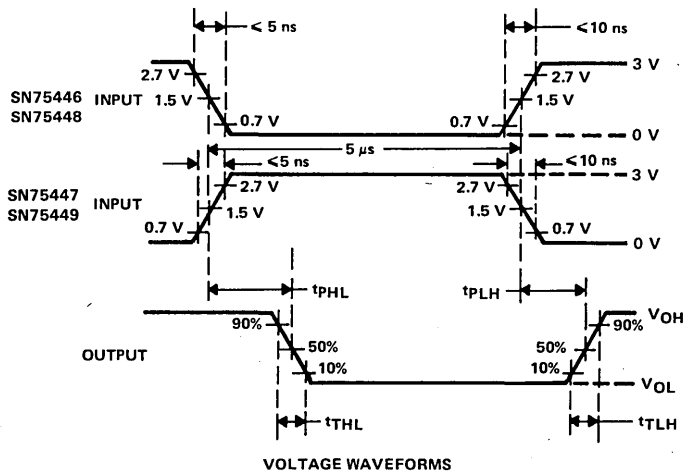 < 5 ns
≤10 ns
3 V
2.7 V
2.7 V
SN75446
SN75448
INPUT
1.5 V
1.5 V
0.7 V
0.7 V
0 V
5 µs
≤5 ns
≤10 ns
3 V
2.7 V
2.7 V
SN75447
SN75449
INPUT
1.5 V
1.5 V
0.7 V
0.7 V
0 V
tPHL
tPLH
VOH
90%
90%
OUTPUT
50%
50%
10%
10%
VOL
tTHL
tTLH
VOLTAGE WAVEFORMS